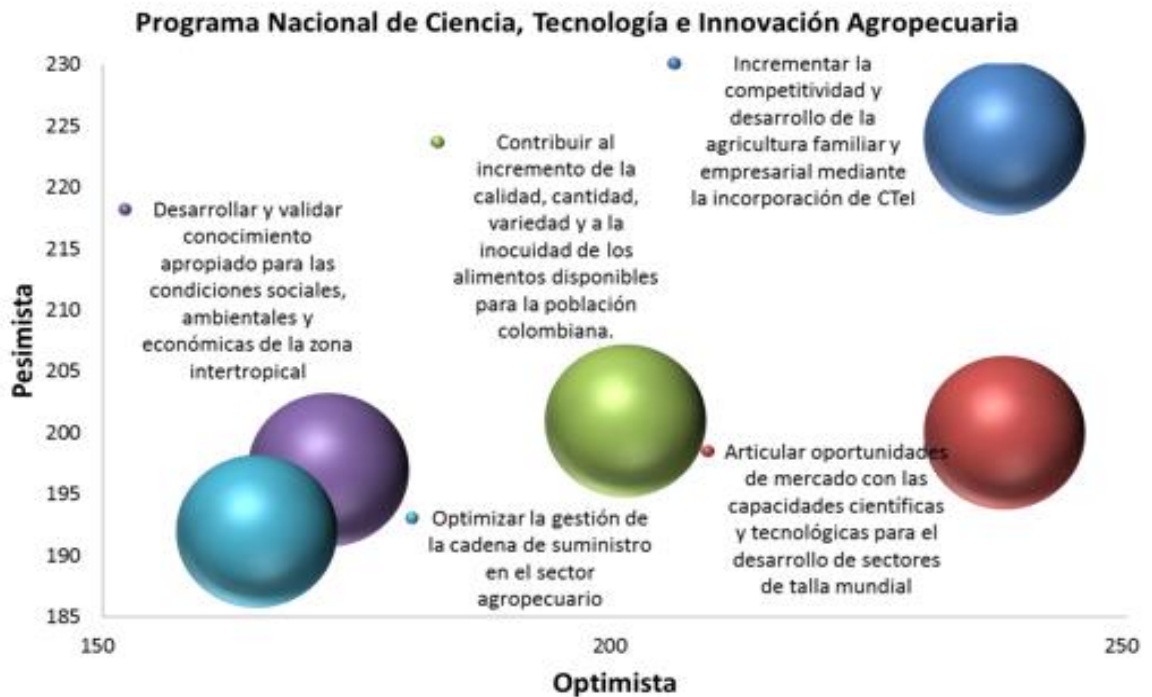 Programa Nacional de Ciencia, Tecnología e Innovación Agropecuaria
230
225
220
215
210
205
200
195
190
185
Pesimista
Incrementar la
competitividad y
desarrollo de la
agricultura familiar y
empresarial mediante
la incorporación de CTeI
Contribuir al
incremento de la
calidad, cantidad,
variedad y a la
inocuidad de los
alimentos disponibles
para la población
colombiana.
Desarrollar y validar
conocimiento
apropiado para las
condiciones sociales,
ambientales y
económicas de la zona
intertropical
Articular oportunidades
de mercado con las
capacidades científicas
y tecnológicas para el
desarrollo de sectores
de talla mundial
Optimizar la gestión de
la cadena de suministro
en el sector
agropecuario
150
200
250
Optimista